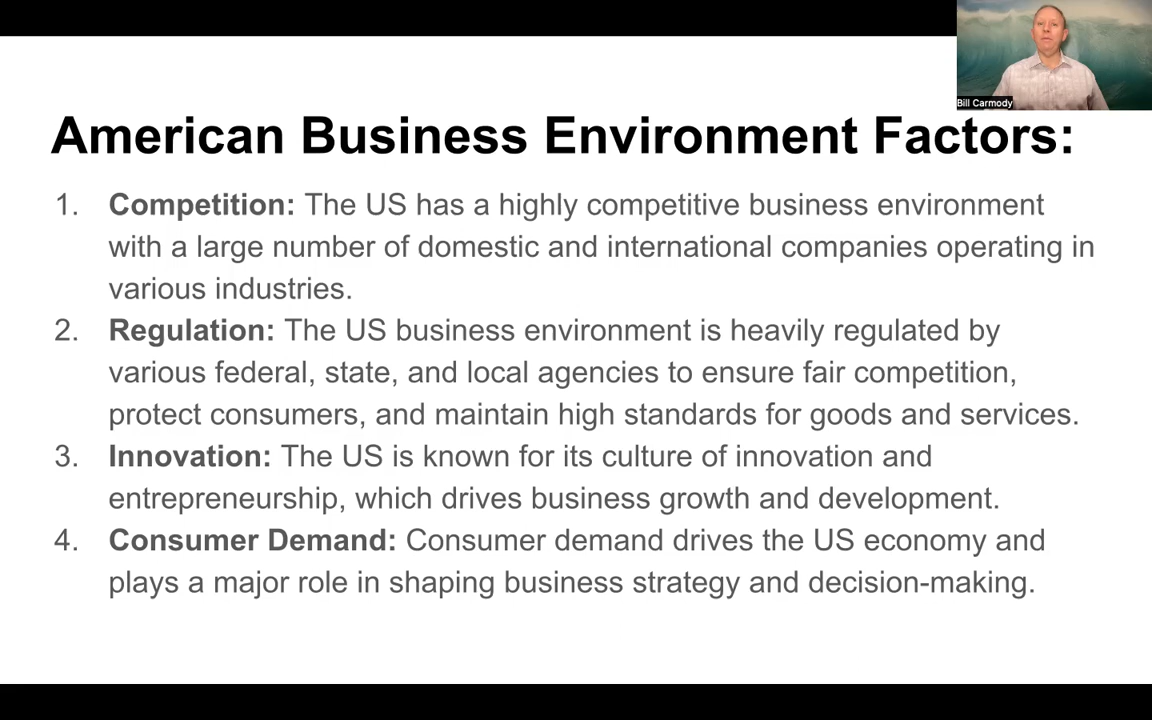 Bill Carmody
American Business Environment Factors:
1. Competition: The US has a highly competitive business environment
with a large number of domestic and international companies operating in
various industries.
2. Regulation: The US business environment is heavily regulated by
various federal, state, and local agencies to ensure fair competition,
protect consumers, and maintain high standards for goods and services.
3. Innovation: The US is known for its culture of innovation and
entrepreneurship, which drives business growth and development.
4. Consumer Demand: Consumer demand drives the US economy and
plays a major role in shaping business strategy and decision-making.